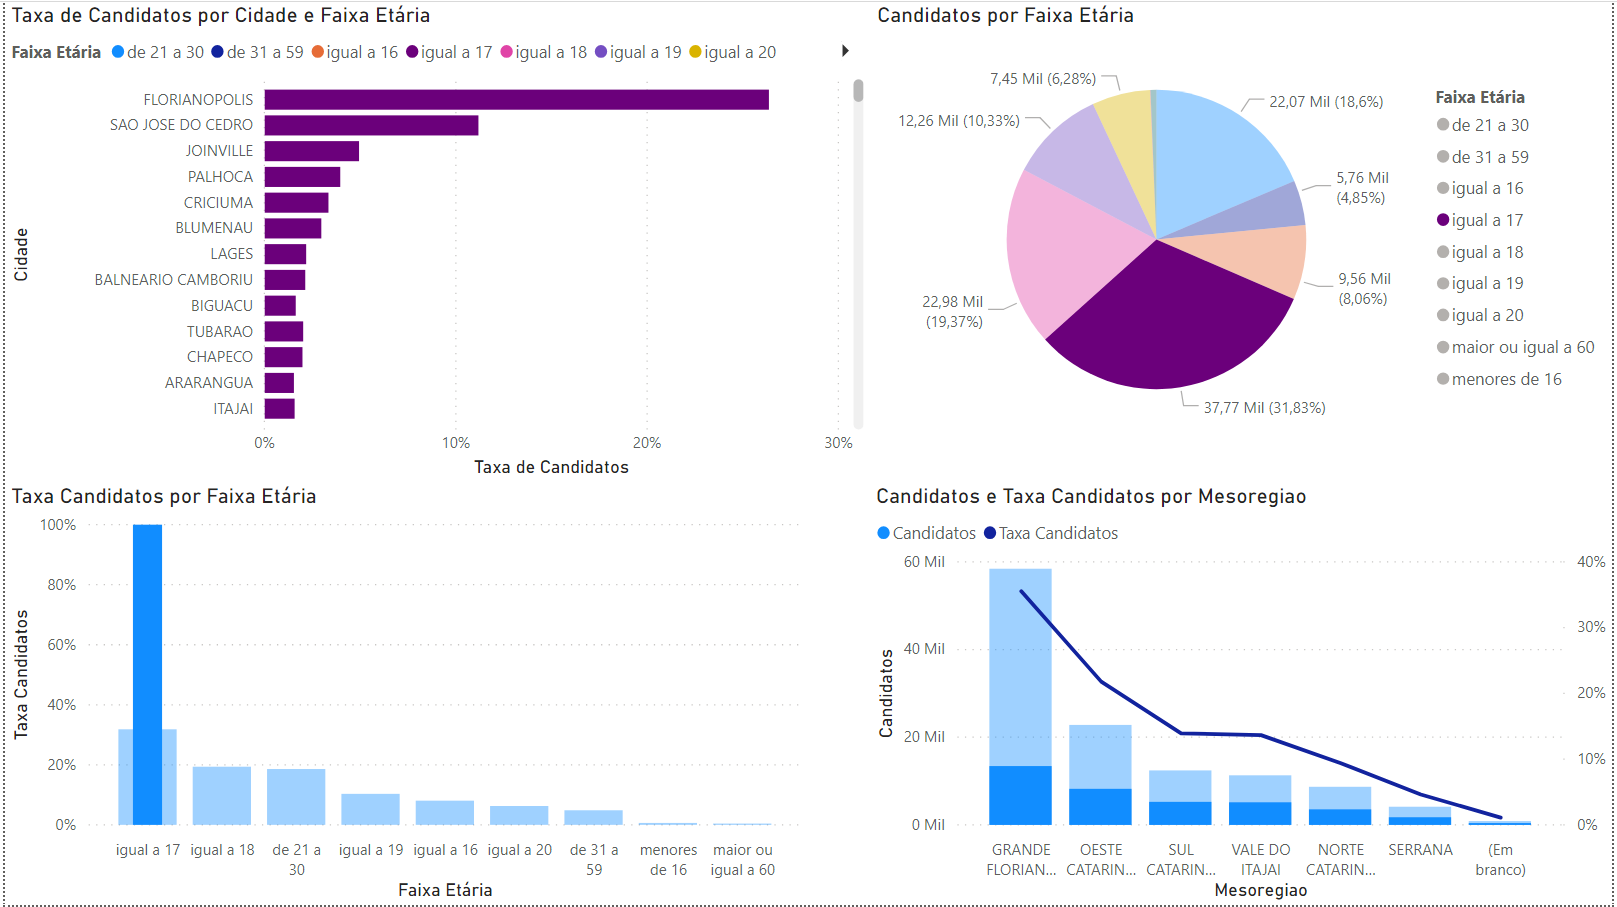 Taxa de Candidatos por Cidade e Faixa Etária
Faixa Etária de 21 a 30 de 31 a 59 igual a 16 igual a 17 igual a 18 igual a 19 igual a 20
Cidade
FLORIANOPOLIS
SAO JOSE DO CEDRO
JOINVILLE
PALHOCA
CRICIUMA
BLUMENAU
LAGES
BALNEARIO CAMBORIU
BIGUACU
TUBARAO
CHAPECO
ARARANGUA
ITAJAI
0% 10% 20% 30%
Taxa de Candidatos
Candidatos por Faixa Etária
7,45 Mil (6,28%)
22,07 Mil (18,6%)
12,26 Mil (10,33%)
5,76 Mil
(4,85%)
9,56 Mil
(8,06%)
22,98 Mil
(19,37%)
37,77 Mil (31,83%)
Faixa Etária
de 21 a 30
de 31 a 59
igual a 16
igual a 17
igual a 18
igual a 19
igual a 20
maior ou igual a 60
menores de 16
Taxa Candidatos por Faixa Etária
Taxa Candidatos
100%
80%
60%
40%
20%
0%
igual a 17 igual a 18 de 21 a igual a 19 igual a 16 igual a 20 de 31 a menores maior ou
30 59 de 16 igual a 60
Faixa Etária
Candidatos e Taxa Candidatos por Mesoregiao
Candidatos Taxa Candidatos
Candidatos
60 Mil
40 Mil
20 Mil
0 Mil
40%
30%
20%
10%
0%
GRANDE OESTE SUL VALE DO NORTE SERRANA (Em
FLORIAN... CATARIN... CATARIN... ITAJAI CATARIN... branco)
Mesoregiao